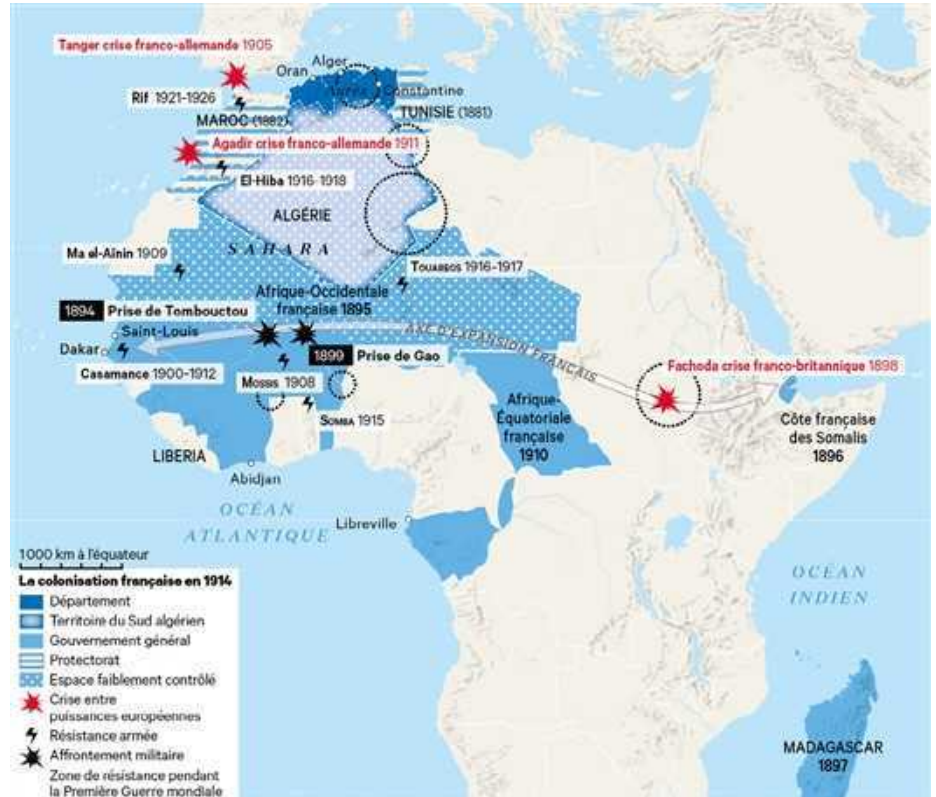 Tanger crise franco-allemande 1905
Alger
Oran
Aurès
Constantine
Rif 1921-1926
MAROC (1882)
TUNISIE (1881)
Agadir crise franco-allemande 1911
El-Hiba 1916-1918
ALGÉRIE
SAHARA
Ma el-Aïnin 1909
TOUAREGS 1916-1917
Afrique-Occidentale
française 1895
1894 Prise de Tombouctou
Saint-Louis
Dakar
AXE D'EXPANSION FRANÇAIS
1899 Prise de Gao
Fachoda crise franco-britannique 1898
Casamance 1900-1912
MOSSIS 1908
Afrique-
Équatoriale
française
1910
Côte française
des Somalis
1896
SOMBA 1915
LIBERIA
Abidjan
OCÉAN
ATLANTIQUE
Libreville
1 000 km à l'équateur
OCÉAN
INDIEN
MADAGASCAR
1897
La colonisation française en 1914
Département
Territoire du Sud algérien
Gouvernement général
Protectorat
Espace faiblement contrôlé
Crise entre
puissances européennes
Résistance armée
Affrontement militaire
Zone de résistance pendant
la Première Guerre mondiale